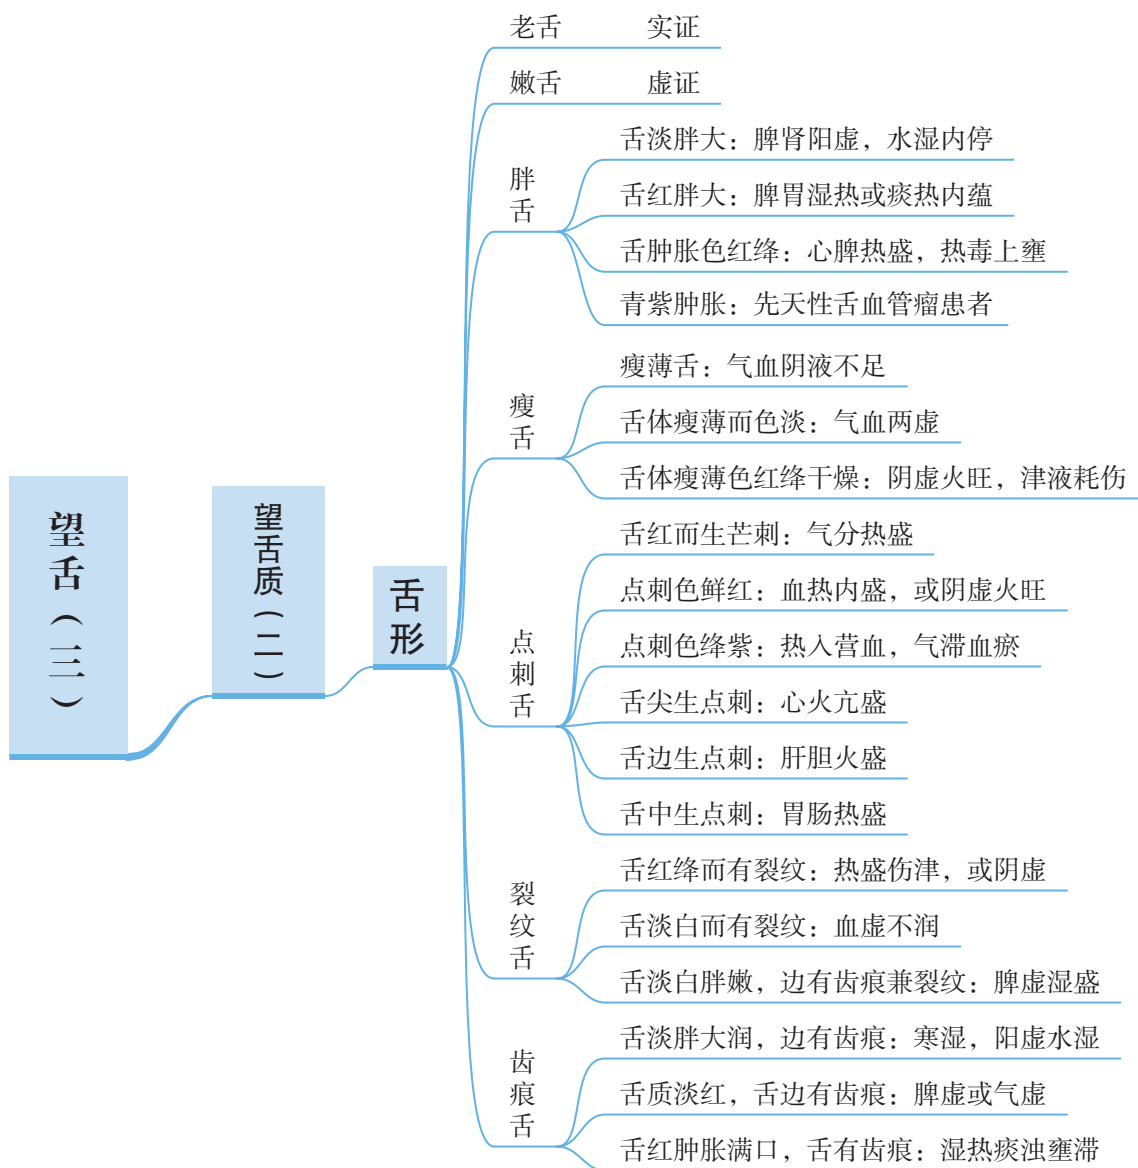 望舌（三）
望舌质（二）
舌形
老舌 实证
嫩舌 虚证
胖舌
舌淡胖大：脾肾阳虚，水湿内停
舌红胖大：脾胃湿热或痰热内蕴
舌肿胀色红绛：心脾热盛，热毒上壅
青紫肿胀：先天性舌血管瘤患者
瘦舌
瘦薄舌：气血阴液不足
舌体瘦薄而色淡：气血两虚
舌体瘦薄色红绛干燥：阴虚火旺，津液耗伤
点刺舌
舌红而生芒刺：气分热盛
点刺色鲜红：血热内盛，或阴虚火旺
点刺色绛紫：热入营血，气滞血瘀
舌尖生点刺：心火亢盛
舌边生点刺：肝胆火盛
舌中生点刺：胃肠热盛
裂纹舌
舌红绛而有裂纹：热盛伤津，或阴虚
舌淡白而有裂纹：血虚不润
舌淡白胖嫩，边有齿痕兼裂纹：脾虚湿盛
齿痕舌
舌淡胖大润，边有齿痕：寒湿，阳虚水湿
舌质淡红，舌边有齿痕：脾虚或气虚
舌红肿胀满口，舌有齿痕：湿热痰浊壅滞